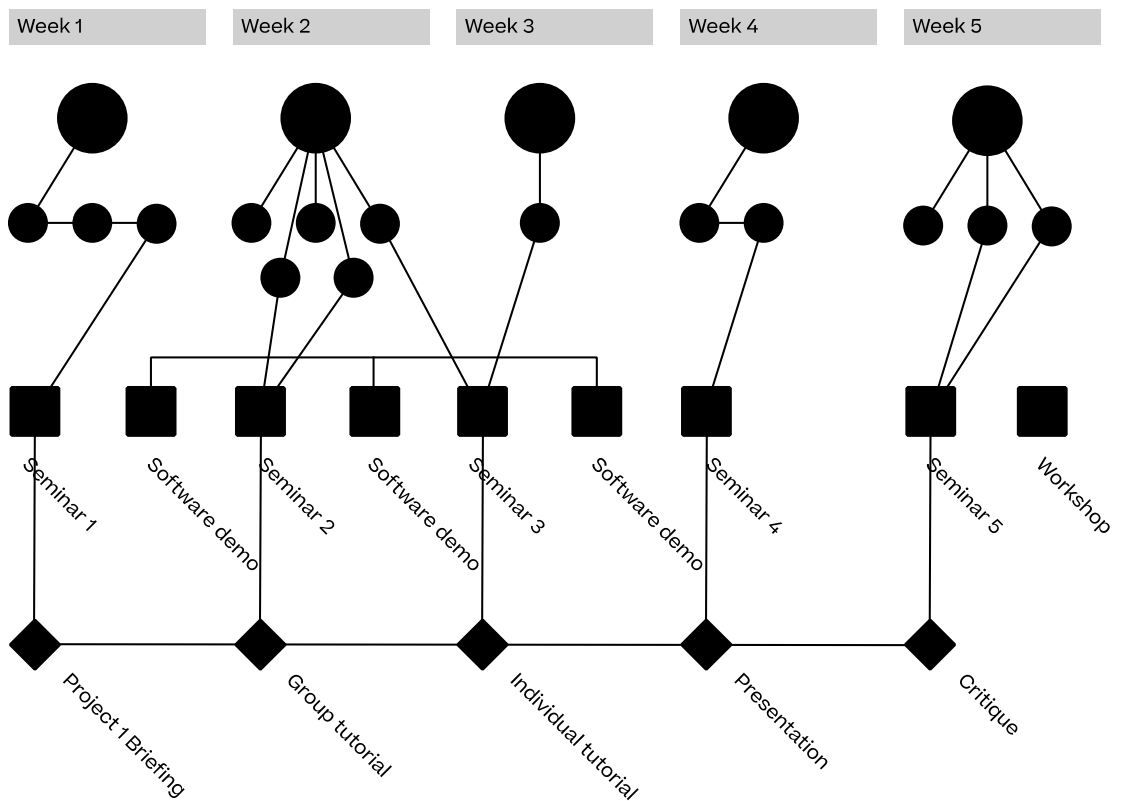 Week 1
Week 2
Week 3
Week 4
Week 5
Seminar 1
Software demo
Seminar 2
Software demo
Seminar 3
Software demo
Seminar 4
Seminar 5
Workshop
Project 1 Briefing
Group tutorial
Individual tutorial
Presentation
Critique